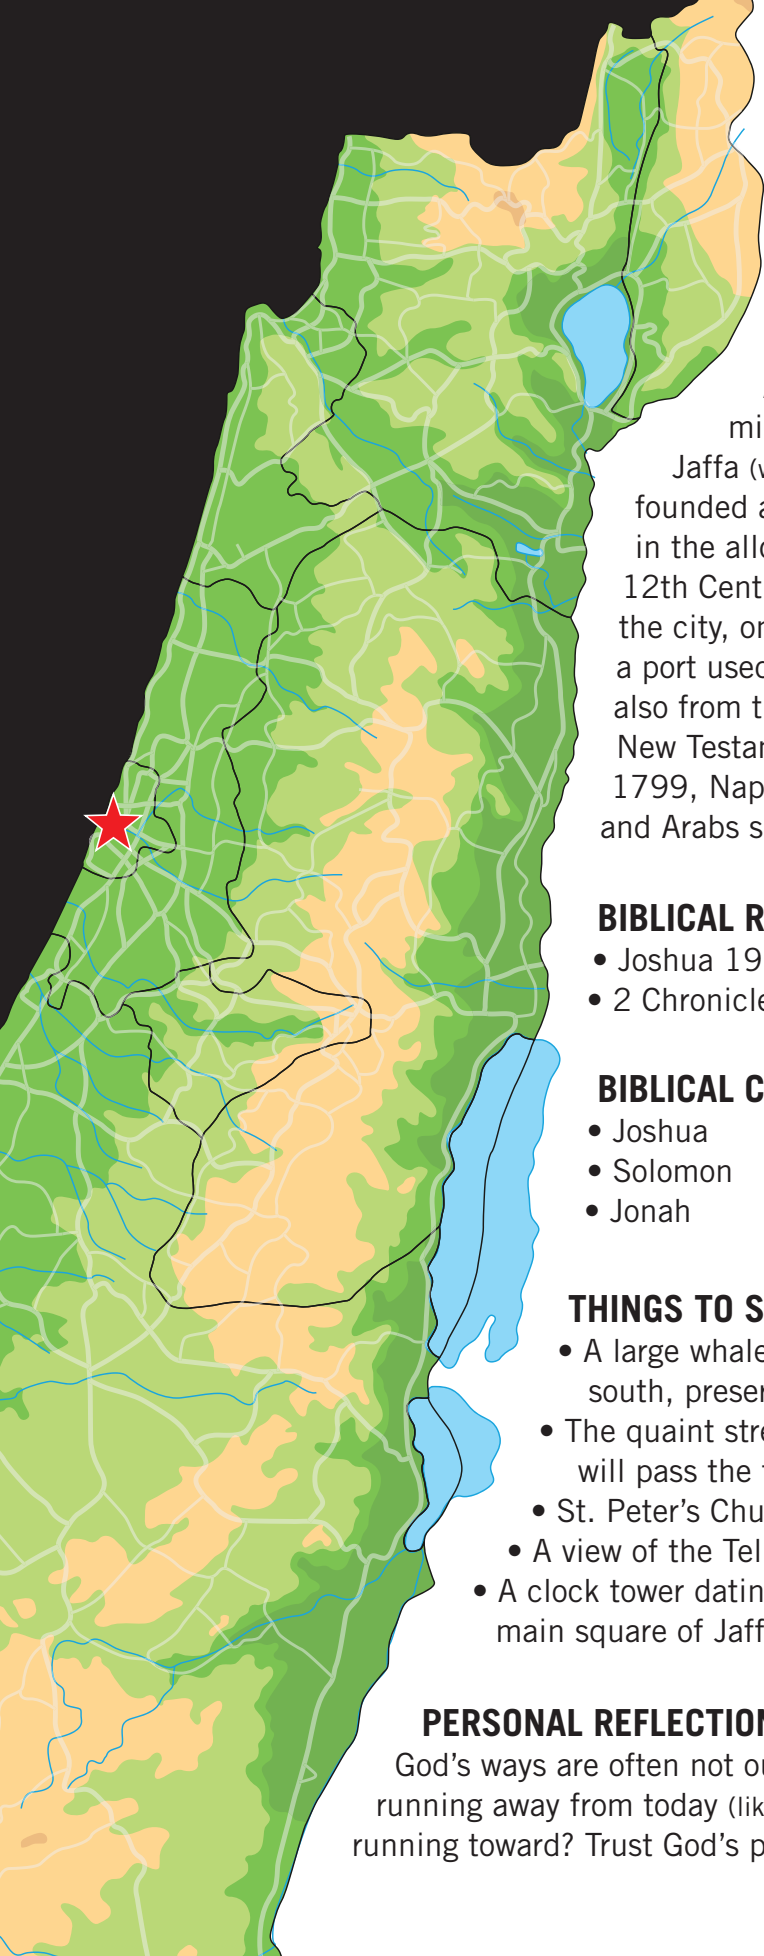 mi
Jaffa (
founded a
in the allo
12th Cent
the city, or
a port used
also from t
New Testar
1799, Nap
and Arabs s
BIBLICAL R
• Joshua 19
• 2 Chronicle
BIBLICAL C
• Joshua
• Solomon
• Jonah
THINGS TO S
• A large whale
south, preser
• The quaint stre
will pass the
• St. Peter’s Chu
• A view of the Tel
• A clock tower datin
main square of Jaff
PERSONAL REFLECTION
God’s ways are often not ou
running away from today (lik
running toward? Trust God’s p